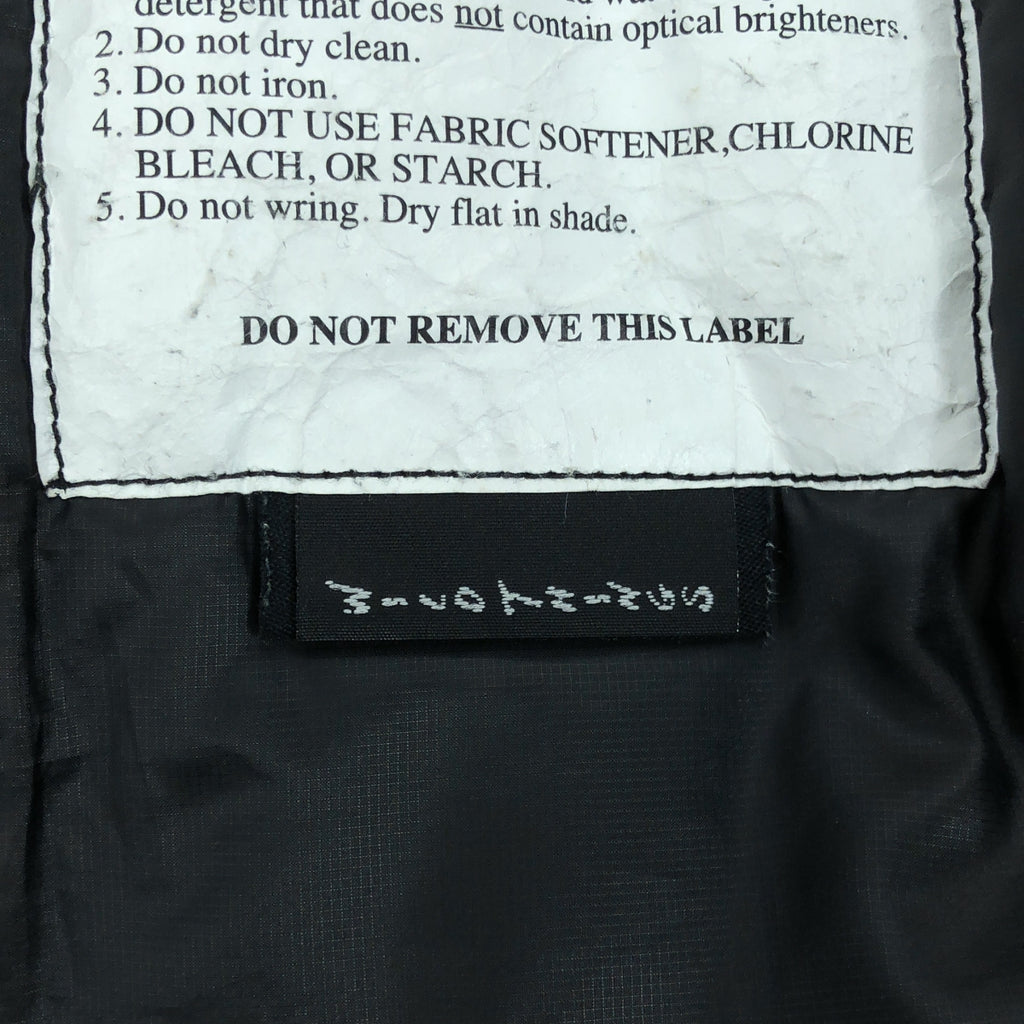 detergent that does not contain optical brighteners.
2. Do not dry clean.
3. Do not iron.
4. DO NOT USE FABRIC SOFTENER,CHLORINE
BLEACH, OR STARCH.
5. Do not wring. Dry flat in shade.
DO NOT REMOVE THIS LABEL